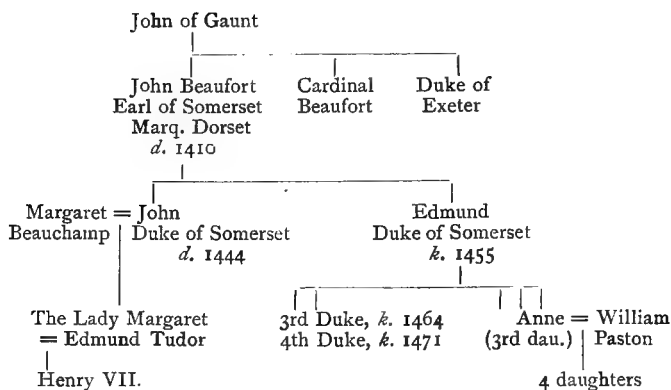 John of Gaunt
John Beaufort Cardinal Duke of
Earl of Somerset Beaufort Exeter
Marq. Dorset
d. 1410
Margaret = John Edmund
Beauchamp Duke of Somerset Duke of Somerset
d. 1444 k. 1455
The Lady Margaret 3rd Duke, k. 1464 Anne = William
= Edmund Tudor 4th Duke, k. 1471 (3rd dau.) Paston
Henry VII. 4 daughters